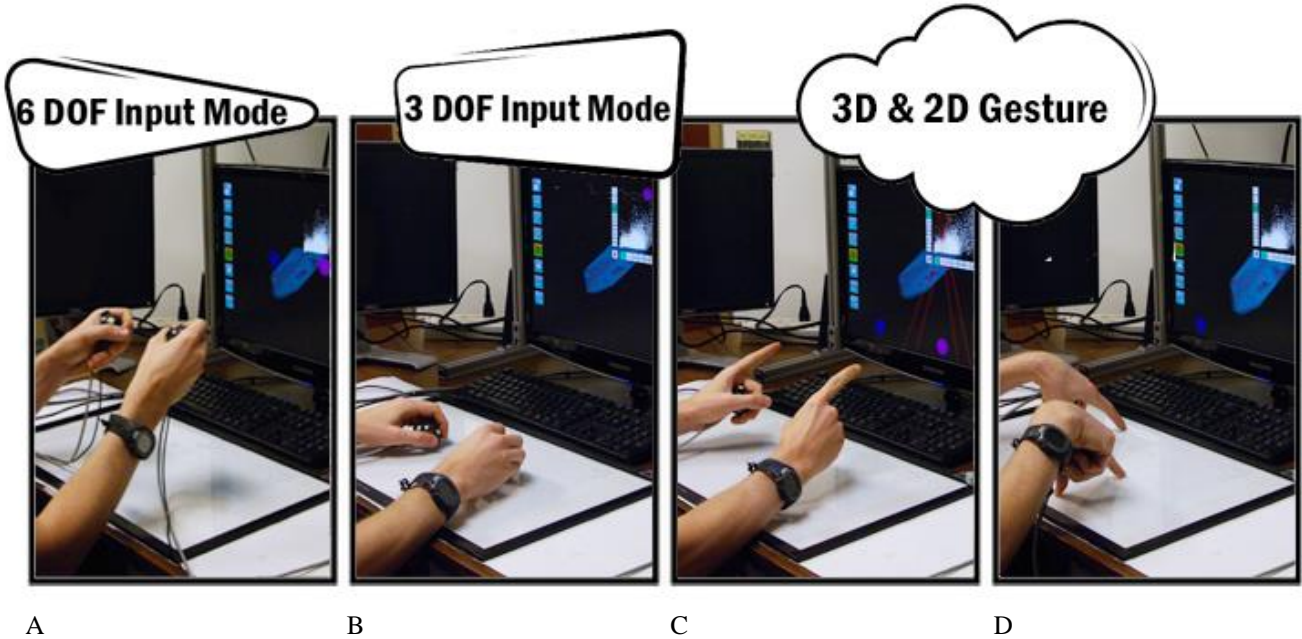 6 DOF Input Mode
3 DOF Input Mode
3D & 2D Gesture
A
B
C
D